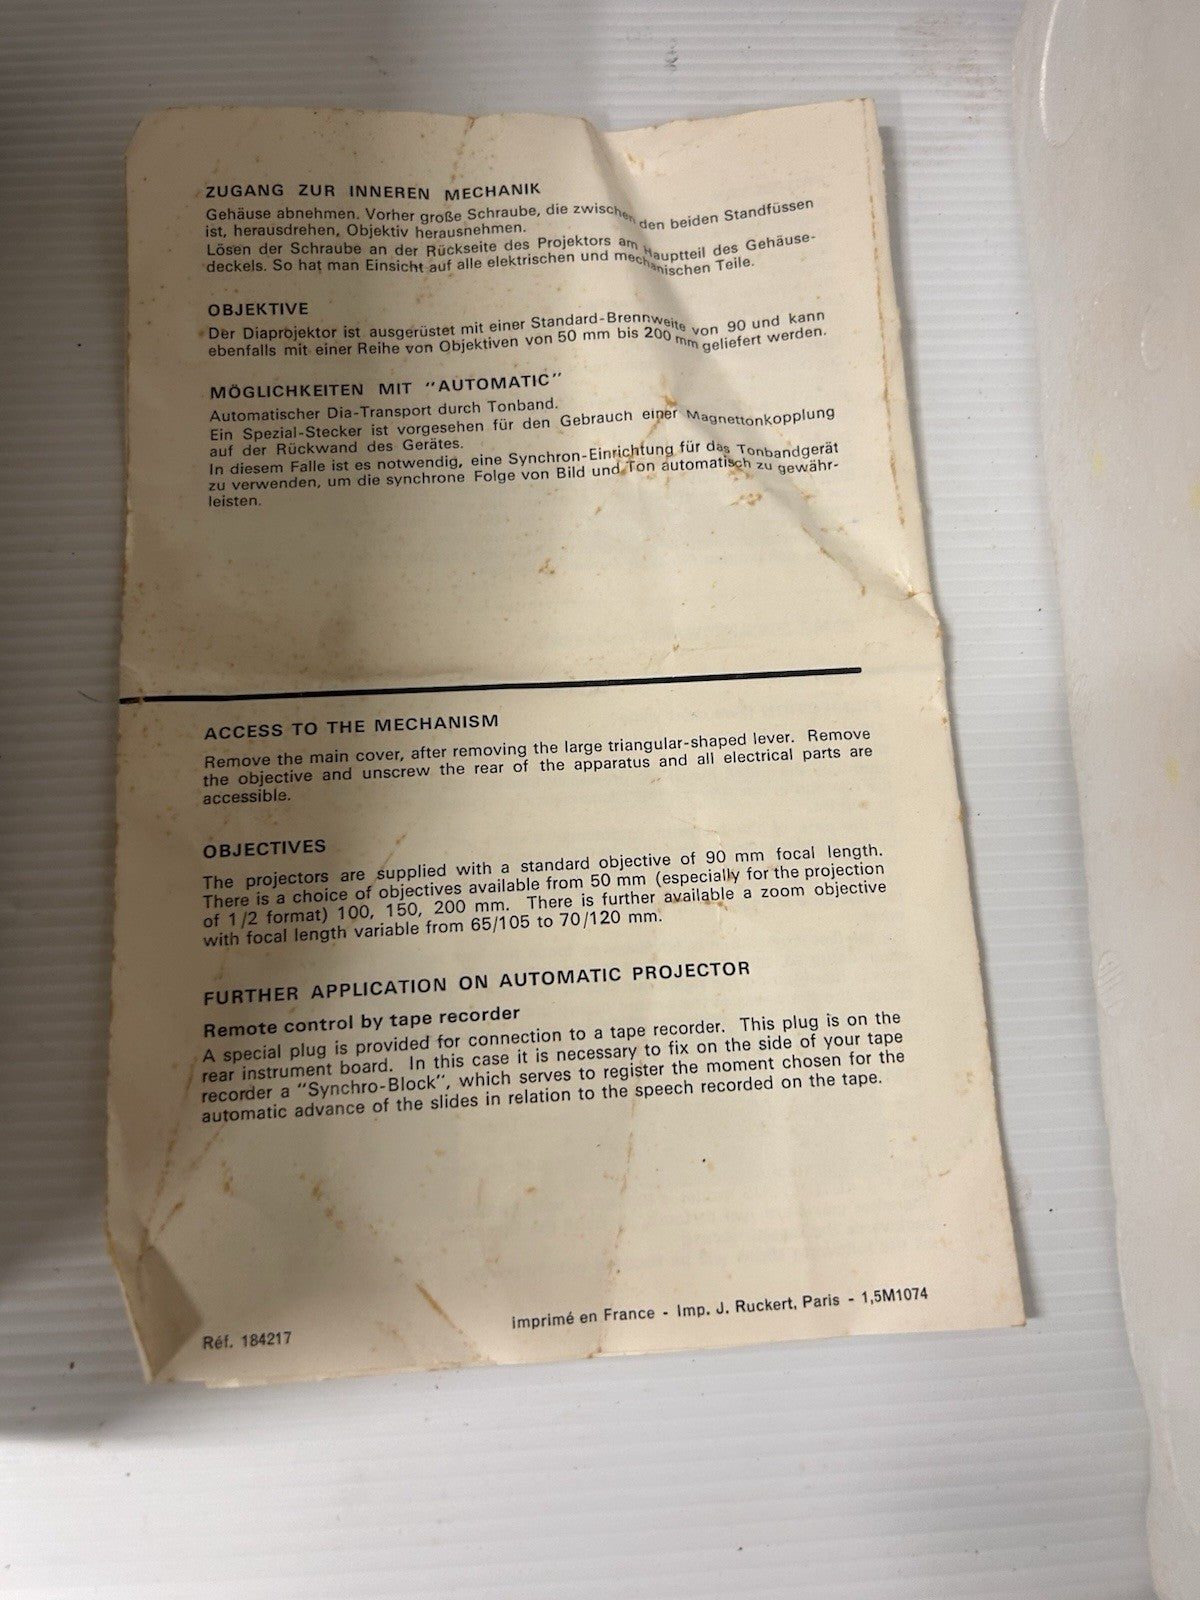 ZUGANG ZUR INNEREN MECHANIK
Gehäuse abnehmen. Vorher große Schraube, die zwischen den beiden Standfüssen
ist, herausdrehen, Objektiv herausnehmen.
Lösen der Schraube an der Rückseite des Projektors am Hauptteil des Gehäuse-
deckels. So hat man Einsicht auf alle elektrischen und mechanischen Teile.
OBJEKTIVE
Der Diaprojektor ist ausgerüstet mit einer Standard-Brennweite von 90 und kann
ebenfalls mit einer Reihe von Objektiven von 50 mm bis 200 mm geliefert werden.
MÖGLICHKEITEN MIT "AUTOMATIC"
Automatischer Dia-Transport durch Tonband.
Ein Spezial-Stecker ist vorgesehen für den Gebrauch einer Magnettonkopplung
auf der Rückwand des Gerätes.
In diesem Falle ist es notwendig, eine Synchron-Einrichtung für das Tonbandgerät
zu verwenden, um die synchrone Folge von Bild und Ton automatisch zu gewähr-
leisten.
ACCESS TO THE MECHANISM
Remove the main cover, after removing the large triangular-shaped lever. Remove
the objective and unscrew the rear of the apparatus and all electrical parts are
accessible.
OBJECTIVES
The projectors are supplied with a standard objective of 90 mm focal length.
There is a choice of objectives available from 50 mm (especially for the projection
of 1/2 format) 100, 150, 200 mm. There is further available a zoom objective
with focal length variable from 65/105 to 70/120 mm.
FURTHER APPLICATION ON AUTOMATIC PROJECTOR
Remote control by tape recorder
A special plug is provided for connection to a tape recorder. This plug is on the
rear instrument board. In this case it is necessary to fix on the side of your tape
recorder a "Synchro-Block", which serves to register the moment chosen for the
automatic advance of the slides in relation to the speech recorded on the tape.
Imprimé en France - Imp. J. Ruckert, Paris - 1,5M1074
Réf. 184217